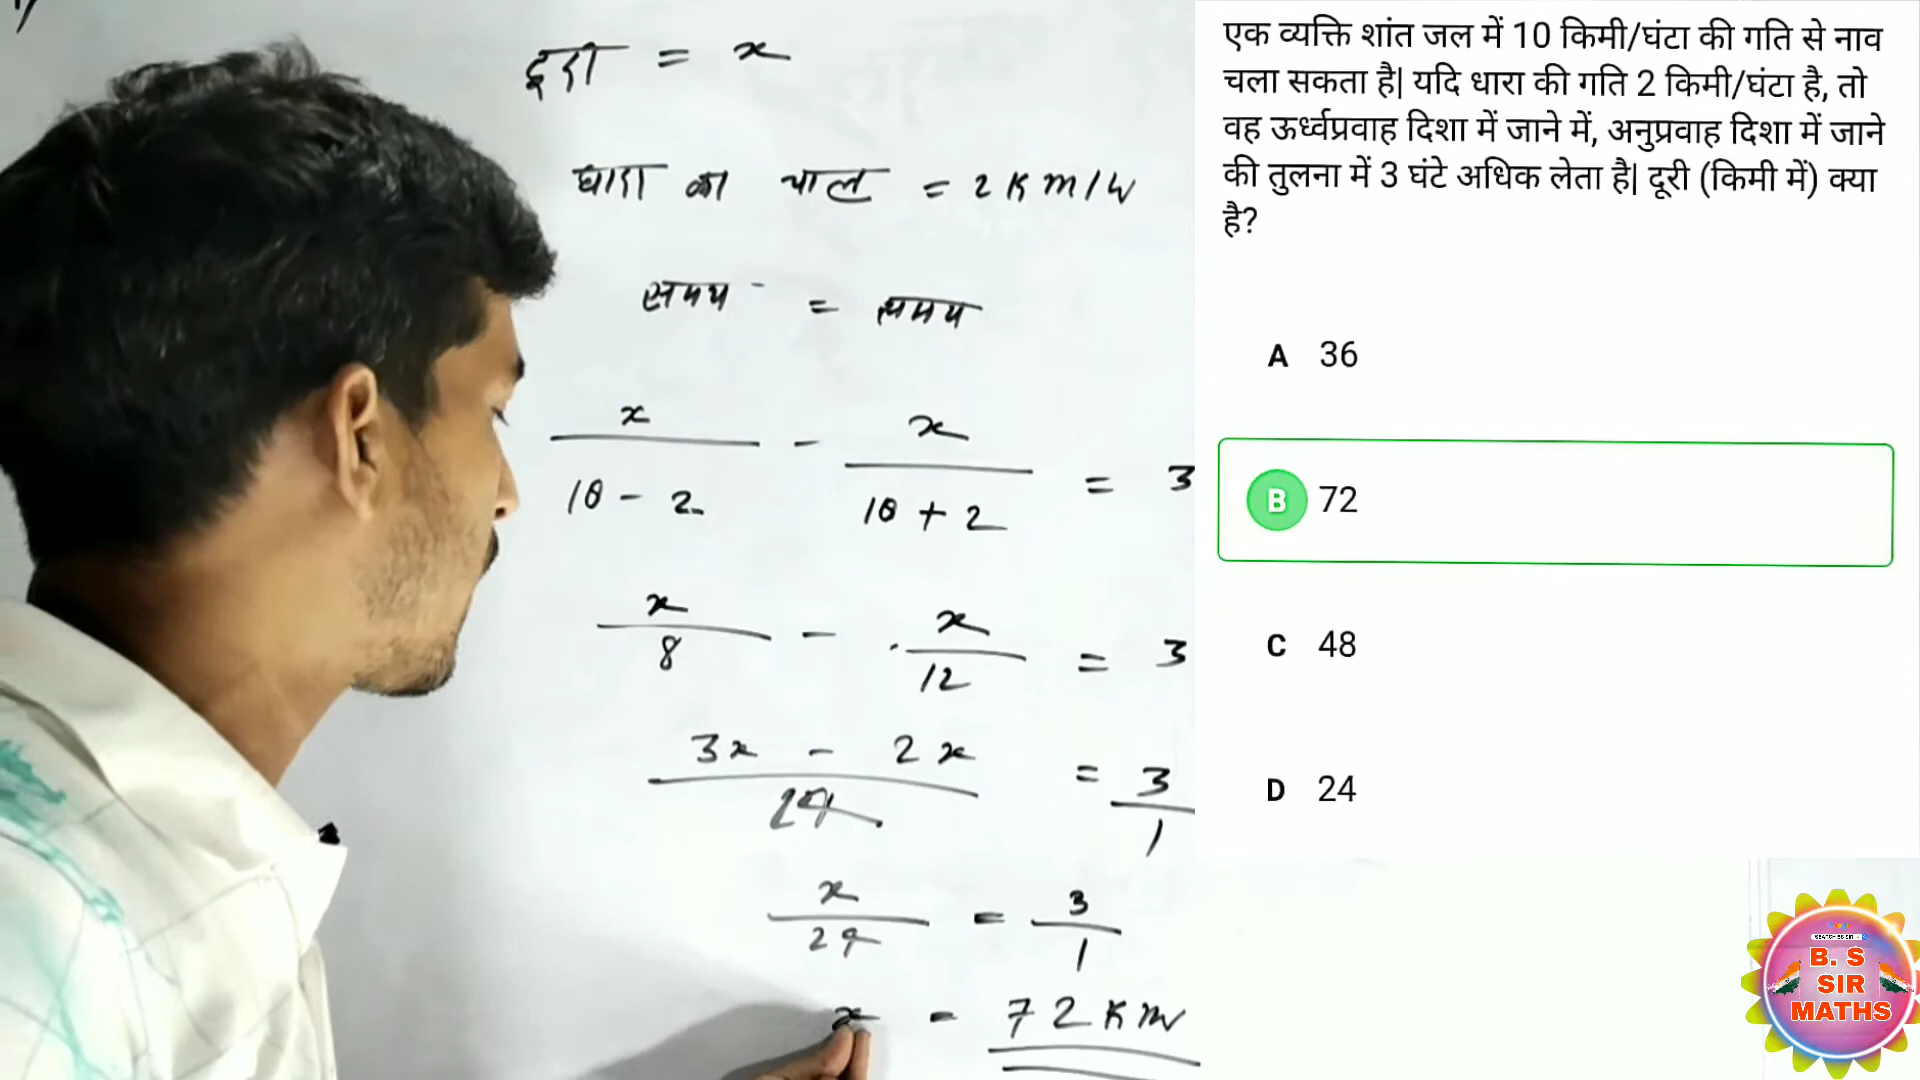 दूरी = x
धारा का चाल = 2 K m / h
समय - = समय
x / 10 - 2 - x / 10 + 2 = 3
x / 8 - x / 12 = 3
3x - 2x / 24 = 3 / 1
x / 24 = 3 / 1
x - 72 K m
एक व्यक्ति शांत जल में 10 किमी/घंटा की गति से नाव
चला सकता है| यदि धारा की गति 2 किमी/घंटा है, तो
वह ऊर्ध्वप्रवाह दिशा में जाने में, अनुप्रवाह दिशा में जाने
की तुलना में 3 घंटे अधिक लेता है| दूरी (किमी में) क्या
है?
A 36
B 72
C 48
D 24
B. S
SIR
MATHS